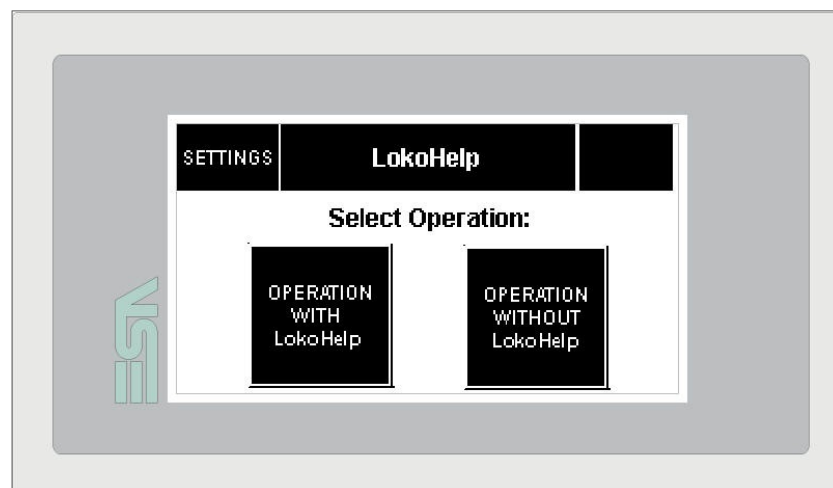 SETTINGS
LokoHelp
Select Operation:
OPERATION
WITH
LokoHelp
OPERATION
WITHOUT
LokoHelp